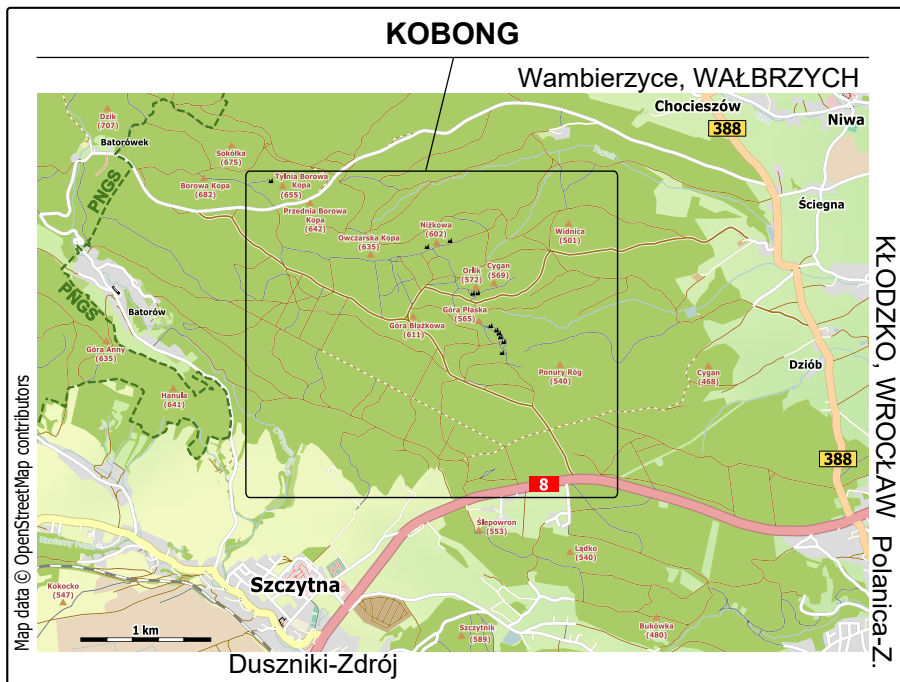 KOBONG
Wambierzyce, WAŁBRZYCH
Chocieszów
388
Niwa
Dzik
(707)
Batorówek
Sokółka
(675)
PNGS
Borowa Kopa
(682)
Tylnia Borowa
Kopa
(655)
Przednia Borowa
Kopa
(642)
Ściegna
Niżkowa
(602)
Widnica
(501)
Owczarska Kopa
(635)
KŁODZKO, WROCŁAW Polanica-Z.
Orlik
(572)
Cygan
(569)
PNGS
Batorów
Góra Płaska
(565)
Góra Błażkowa
(611)
Góra Anny
(635)
Ponury Róg
(540)
Cygan
(468)
Dziób
Hanula
(641)
388
8
Ślepowron
(553)
Łądko
(540)
Szczytna
Kokocko
(547)
Bukówka
(480)
Szczytnik
(589)
1 km
Duszniki-Zdrój
Map data © OpenStreetMap contributors